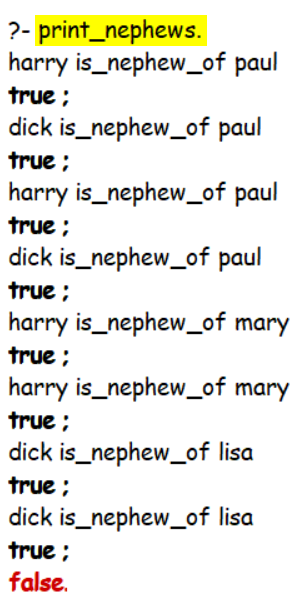 ?- print_nephews.
harry is_nephew_of paul
true ;
dick is_nephew_of paul
true ;
harry is_nephew_of paul
true ;
dick is_nephew_of paul
true ;
harry is_nephew_of mary
true ;
harry is_nephew_of mary
true ;
dick is_nephew_of lisa
true ;
dick is_nephew_of lisa
true ;
false.